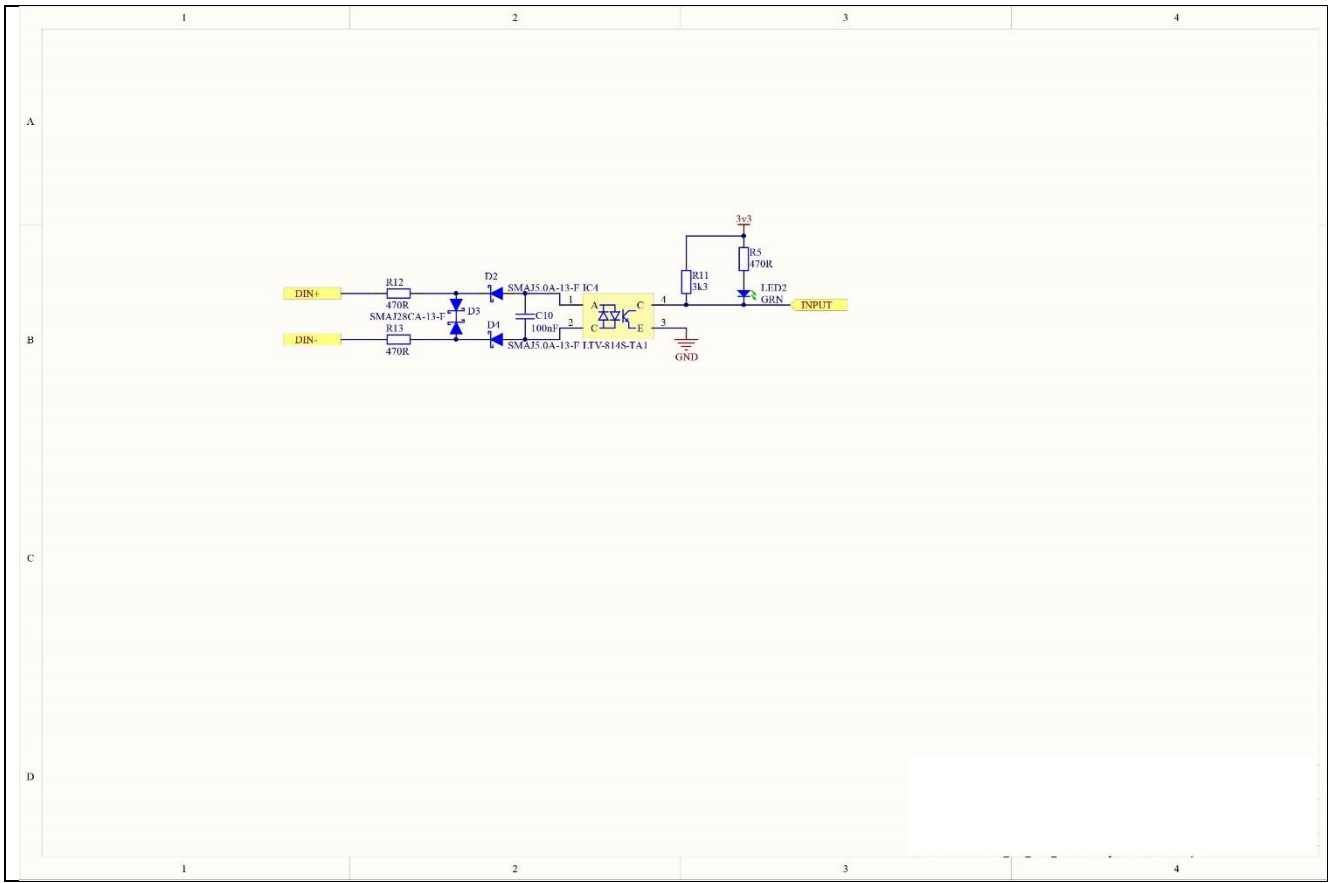 1 2 3 4
A
3v3
R5
470R
R11
3k3
LED2
GRN
INPUT
D2
SMAJ5.0A-13-F IC4
R12
DIN+
470R
D3
SMAJ28CA-13-F
1 A C 4
C10
100nF
2 C E 3
D4
R13
DIN-
470R
SMAJ5.0A-13-F LTV-814S-TA1
GND
B
C
D
1 2 3 4